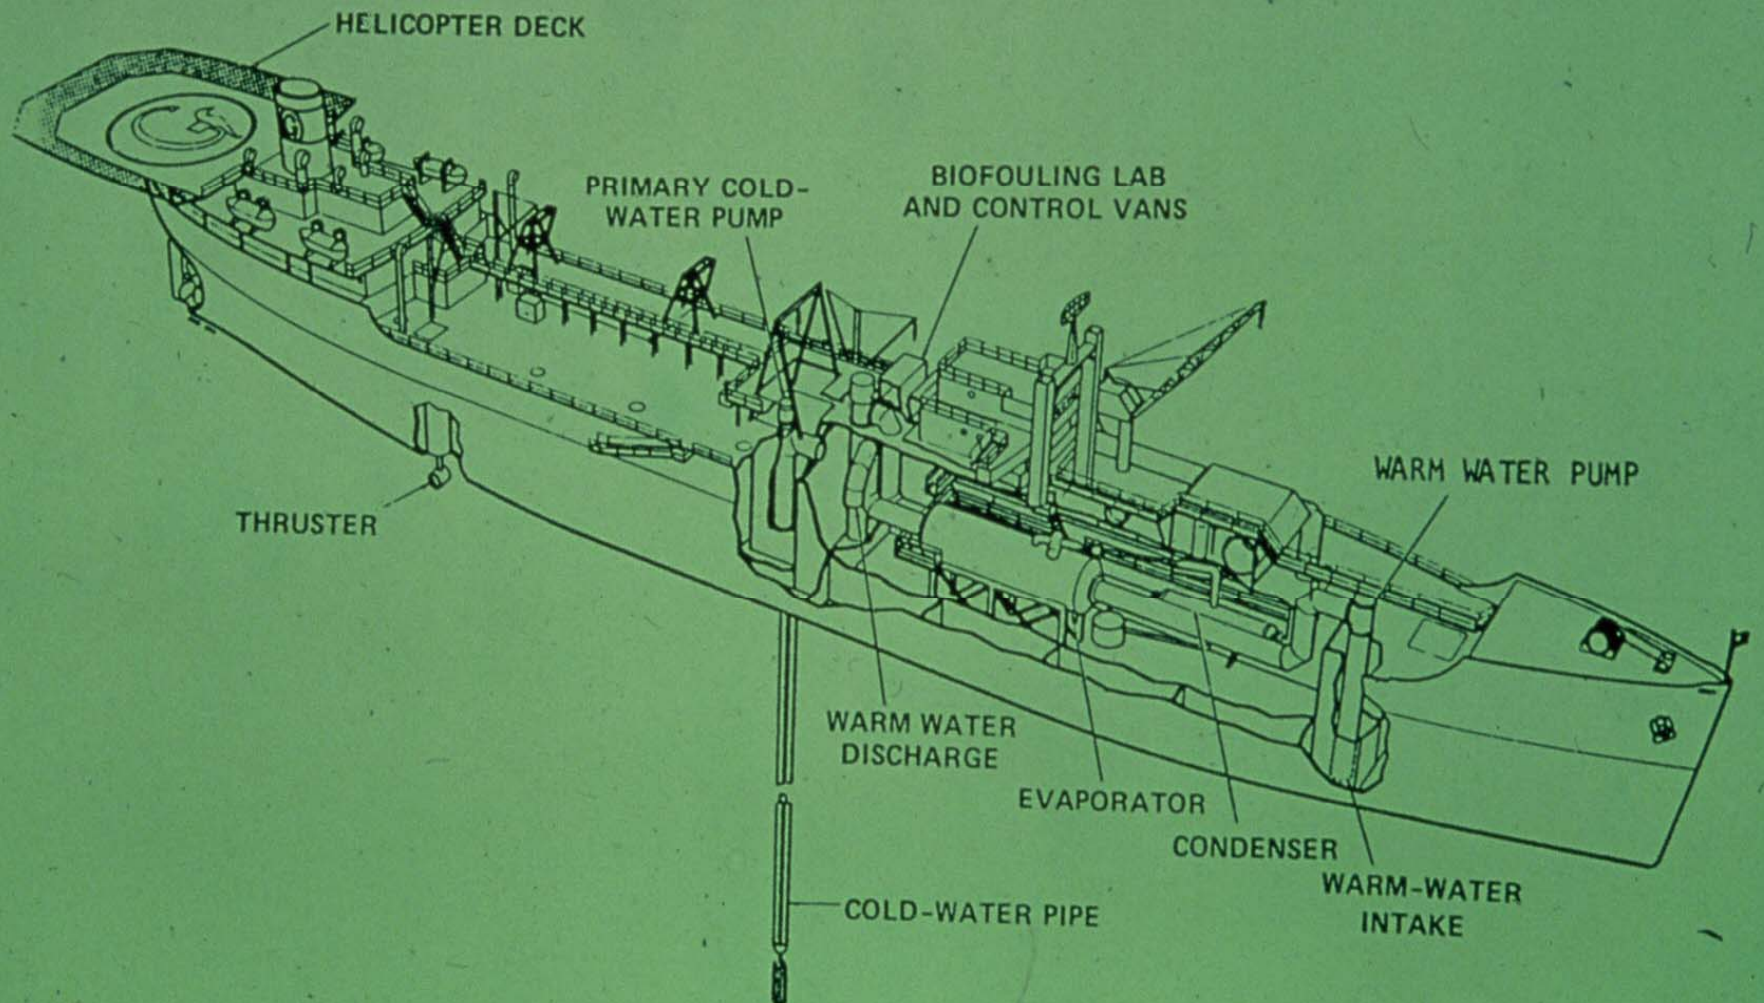 HELICOPTER DECK
PRIMARY COLD-
WATER PUMP
BIOFOULING LAB
AND CONTROL VANS
WARM WATER PUMP
THRUSTER
WARM WATER
DISCHARGE
EVAPORATOR
CONDENSER
WARM-WATER
INTAKE
COLD-WATER PIPE